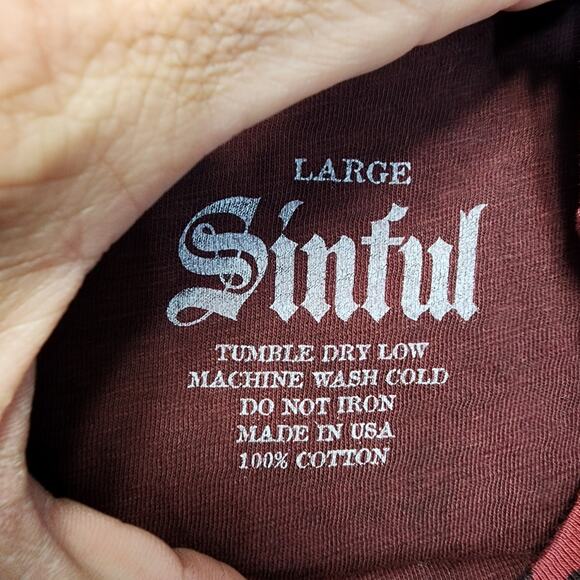 LARGE
Sinful
TUMBLE DRY LOW
MACHINE WASH COLD
DO NOT IRON
MADE IN USA
100% COTTON